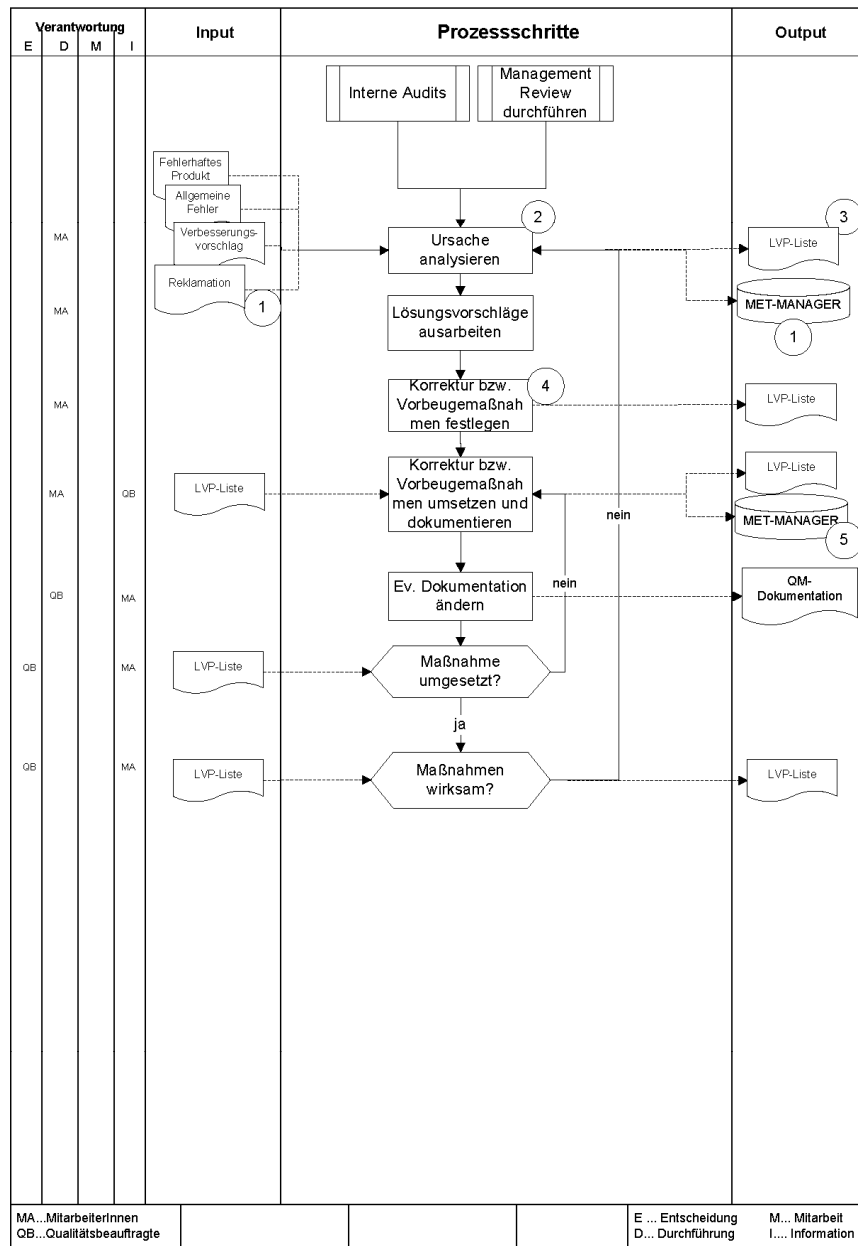 Verantwortung
E D M I
Input
Prozessschritte
Output
Interne Audits
Management
Review
durchführen
Fehlerhaftes
Produkt
Allgemeine
Fehler
Verbesserungs-
vorschlag
Reklamation
1
MA
2
Ursache
analysieren
3
LVP-Liste
MET-MANAGER
1
MA
Lösungsvorschläge
ausarbeiten
MA
4
Korrektur bzw.
Vorbeugemaßnah
men festlegen
LVP-Liste
MA
QB
LVP-Liste
Korrektur bzw.
Vorbeugemaßnah
men umsetzen und
dokumentieren
nein
LVP-Liste
MET-MANAGER
5
QB
MA
Ev. Dokumentation
ändern
nein
QM-
Dokumentation
QB
MA
LVP-Liste
Maßnahme
umgesetzt?
ja
QB
MA
LVP-Liste
Maßnahmen
wirksam?
LVP-Liste
MA...MitarbeiterInnen
QB...Qualitätsbeauftragte
E ... Entscheidung M... Mitarbeit
D... Durchführung I.... Information